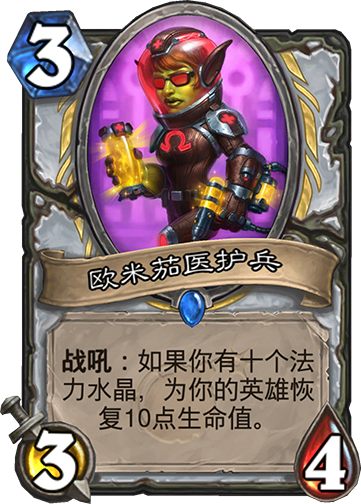 3
欧米茄医护兵
战吼：如果你有十个法
力水晶，为你的英雄恢
复10点生命值。
3
4